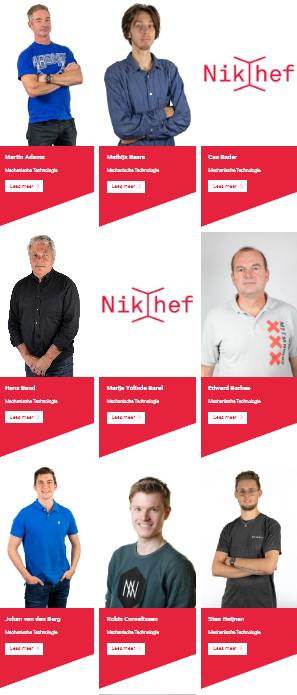 Nikhef
Martin Adams
Mechanische Technologie
Lees meer
Mathijs Baars
Mechanische Technologie
Lees meer
Cas Bader
Mechanische Technologie
Lees meer
Nikhef
Hans Band
Mechanische Technologie
Lees meer
Martje Yolinde Barel
Mechanische Technologie
Lees meer
Edward Berbee
Mechanische Technologie
Lees meer
Johan van den Berg
Mechanische Technologie
Lees meer
Robin Cornelissen
Mechanische Technologie
Lees meer
Sten Heijnen
Mechanische Technologie
Lees meer